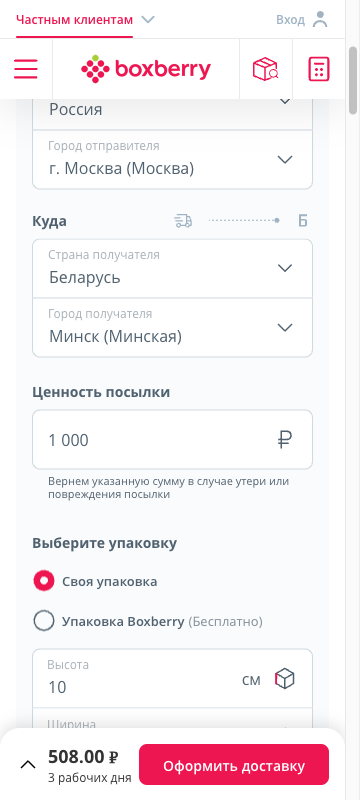 Частным клиентам
Вход
boxberry
Россия
Город отправителя
г. Москва (Москва)
Куда
Б
Страна получателя
Беларусь
Город получателя
Минск (Минская)
Ценность посылки
1 000 ₽
Вернем указанную сумму в случае утери или
повреждения посылки
Выберите упаковку
Своя упаковка
Упаковка Boxberry (Бесплатно)
Высота
10 см
Ширина
508.00 ₽
3 рабочих дня
Оформить доставку